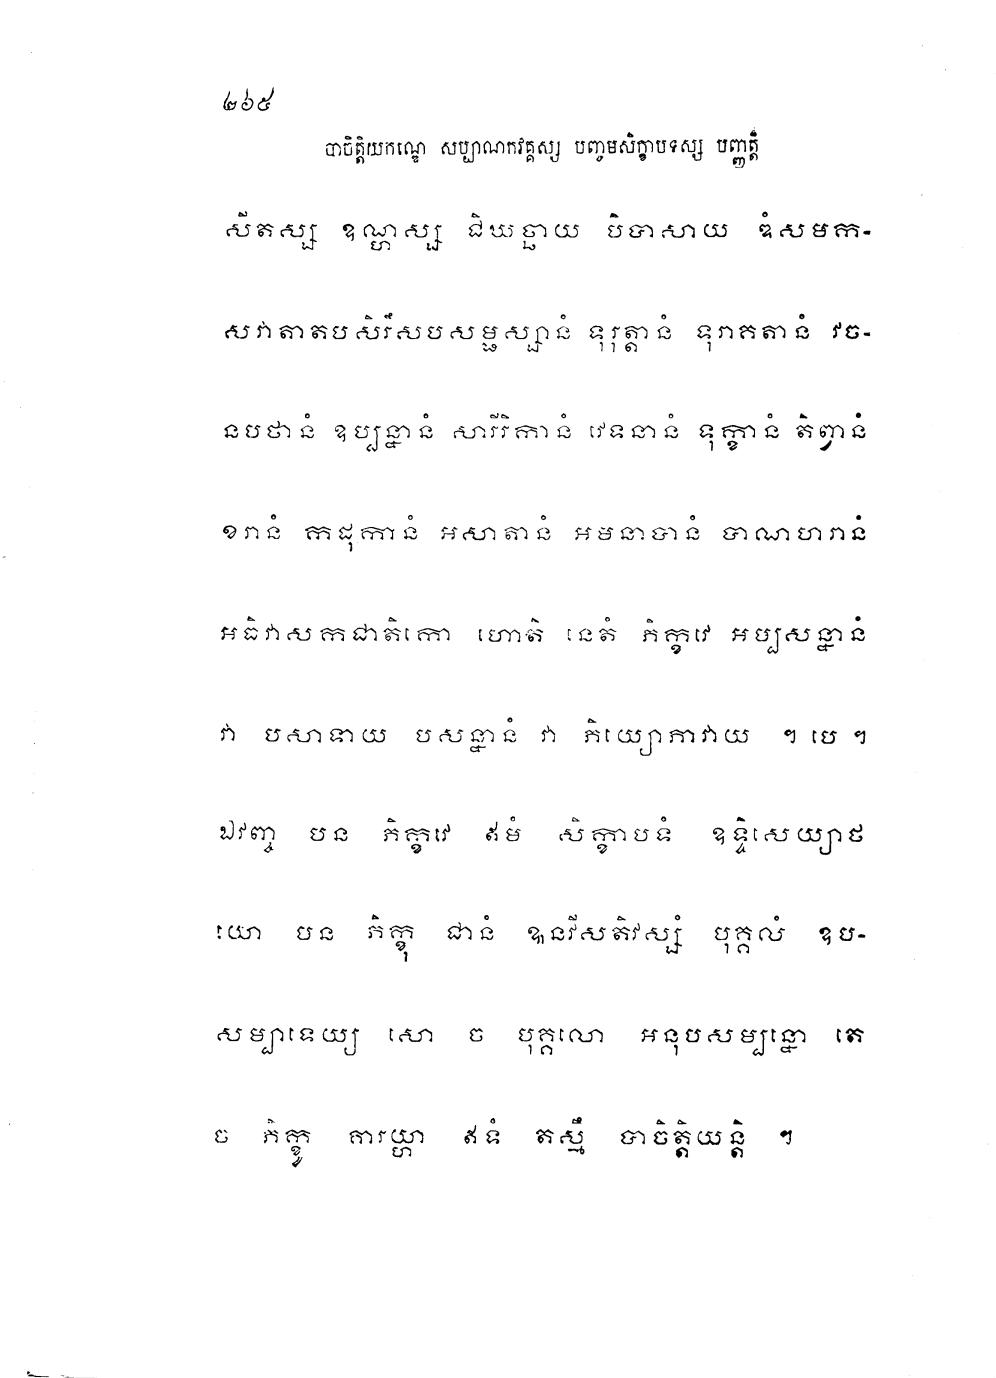 ២៦៥
បាចិត្តិយកណ្ឌេ សប្បាណកវគ្គស្ស បញ្ចមសិក្ខាបទស្ស បញ្ញត្តិ
សីតស្ស ឧណ្ហស្ស ជិឃច្ឆាយ បិបាសាយ ឌំសមក-
សវាតាតបសិរឹសបសម្ផស្សានំ ទុរុត្តានំ ទុរាគតានំ វច-
នបថានំ ឧប្បន្នានំ សារីរិកានំ វេទនានំ ទុក្ខានំ តិព្វានំ
ខរានំ កដុកានំ អសាតានំ អមនាបានំ បាណហរានំ
អធិវាសកជាតិកោ ហោតិ នេតំ ភិក្ខវេ អប្បសន្នានំ
វា បសាទាយ បសន្នានំ វា ភិយ្យោភាវាយ ។ បេ ។
ឯវញ្ច បន ភិក្ខវេ ឥមំ សិក្ខាបទំ ឧទ្ទិសេយ្យាថ
យោ បន ភិក្ខុ ជានំ ឩនវីសតិវស្សំ បុគ្គលំ ឧប-
សម្បាទេយ្យ សោ ច បុគ្គលោ អនុបសម្បន្នោ តេ
ច ភិក្ខូ គារយ្ហា ឥទំ តស្មឹ បាចិត្តិយន្តិ ។